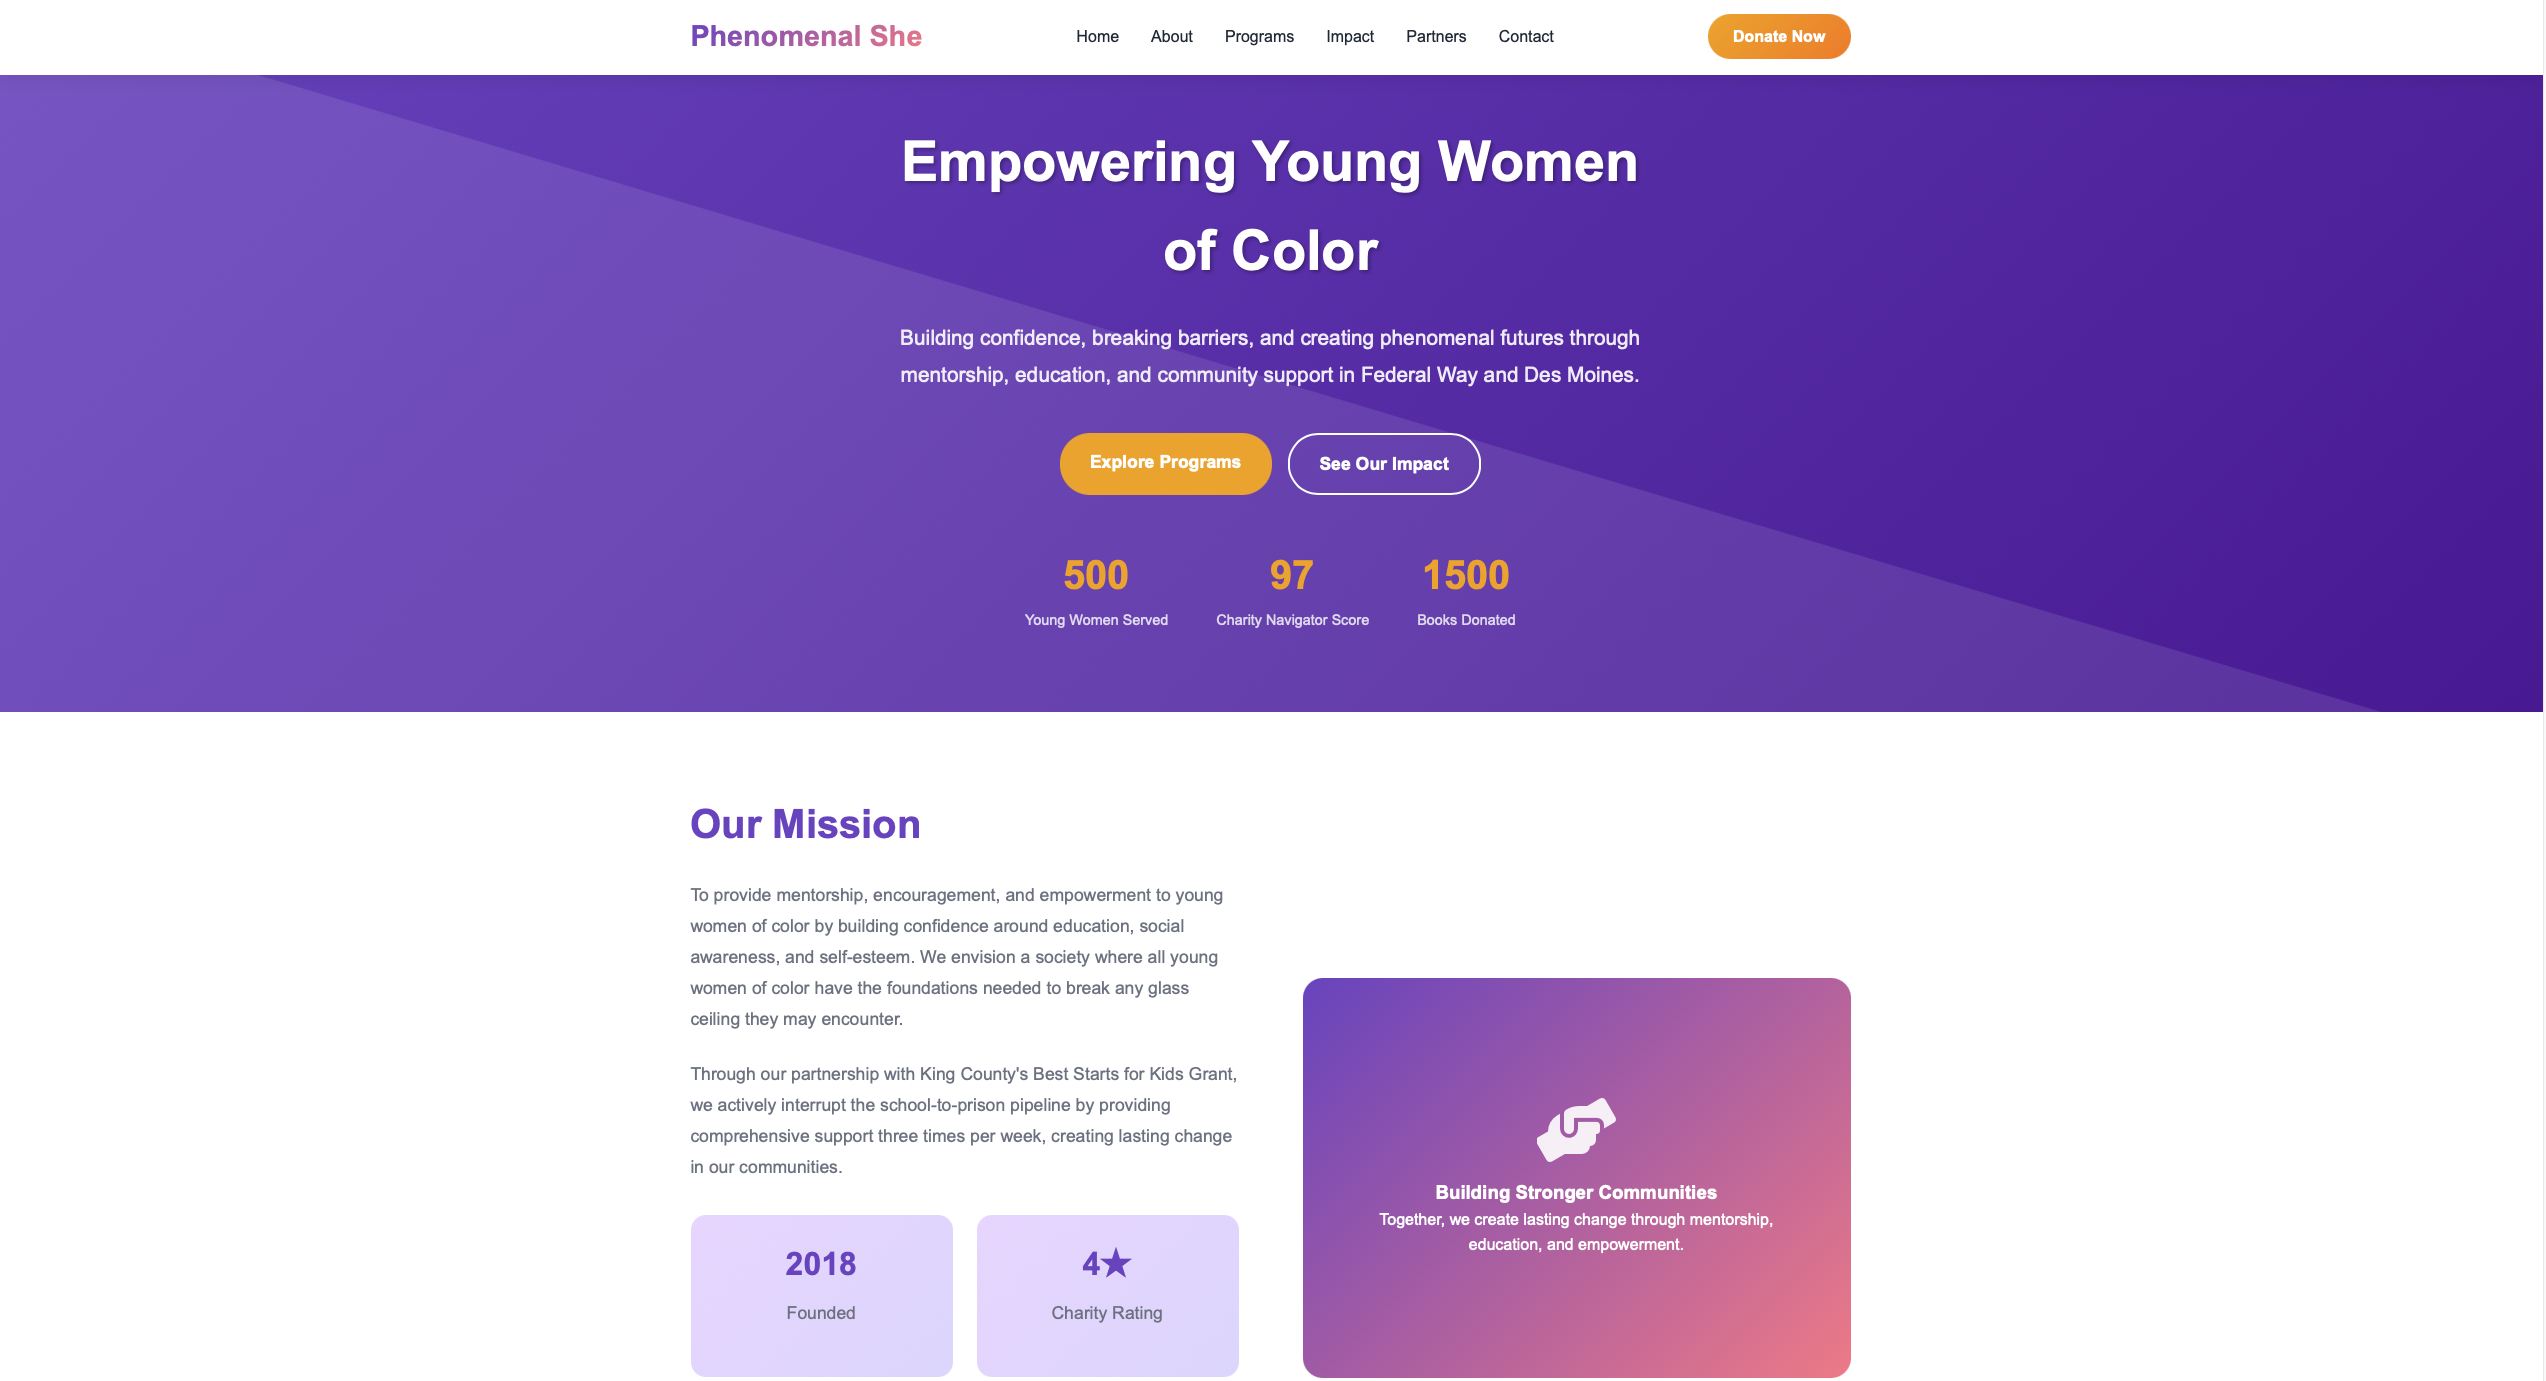 Phenomenal She
Home About Programs Impact Partners Contact
Donate Now
Empowering Young Women
of Color
Building confidence, breaking barriers, and creating phenomenal futures through
mentorship, education, and community support in Federal Way and Des Moines.
Explore Programs
See Our Impact
500
Young Women Served
97
Charity Navigator Score
1500
Books Donated
Our Mission
To provide mentorship, encouragement, and empowerment to young
women of color by building confidence around education, social
awareness, and self-esteem. We envision a society where all young
women of color have the foundations needed to break any glass
ceiling they may encounter.
Through our partnership with King County's Best Starts for Kids Grant,
we actively interrupt the school-to-prison pipeline by providing
comprehensive support three times per week, creating lasting change
in our communities.
2018
Founded
4★
Charity Rating
Building Stronger Communities
Together, we create lasting change through mentorship,
education, and empowerment.